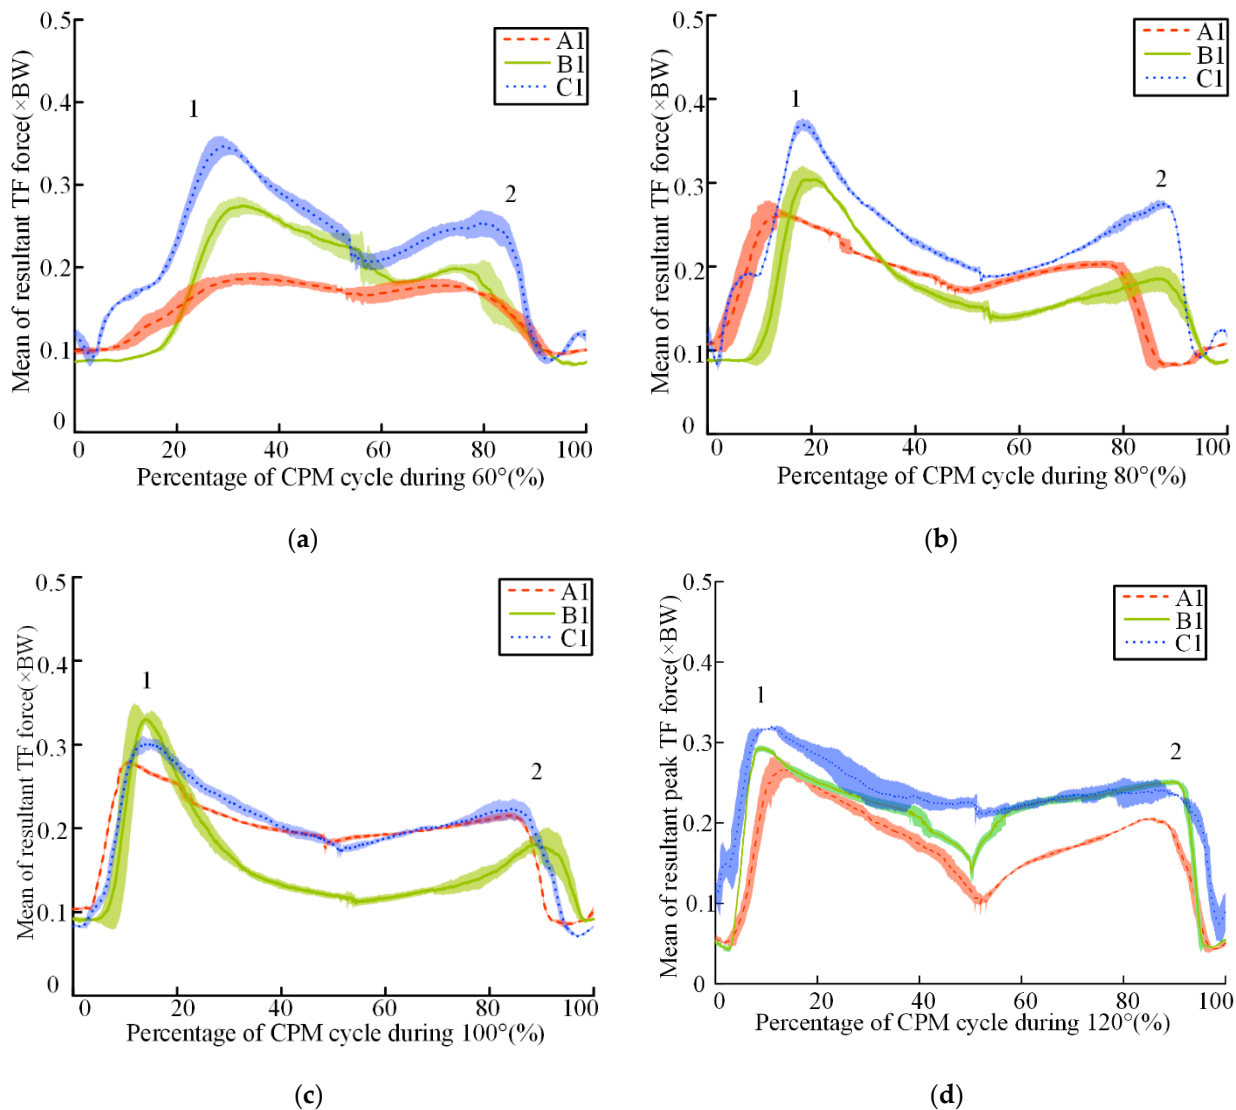 Mean of resultant TF force(×BW)
0.5
0.4
0.3
0.2
0.1
0
A1
B1
C1
1
2
0 20 40 60 80 100
Percentage of CPM cycle during 60°(%)
(a)
Mean of resultant TF force(×BW)
0.5
0.4
0.3
0.2
0.1
0
A1
B1
C1
1
2
0 20 40 60 80 100
Percentage of CPM cycle during 80°(%)
(b)
Mean of resultant TF force(×BW)
0.5
0.4
0.3
0.2
0.1
0
A1
B1
C1
1
2
0 20 40 60 80 100
Percentage of CPM cycle during 100°(%)
(c)
Mean of resultant peak TF force(×BW)
0.5
0.4
0.3
0.2
0.1
0
A1
B1
C1
1
2
0 20 40 60 80 100
Percentage of CPM cycle during 120°(%)
(d)